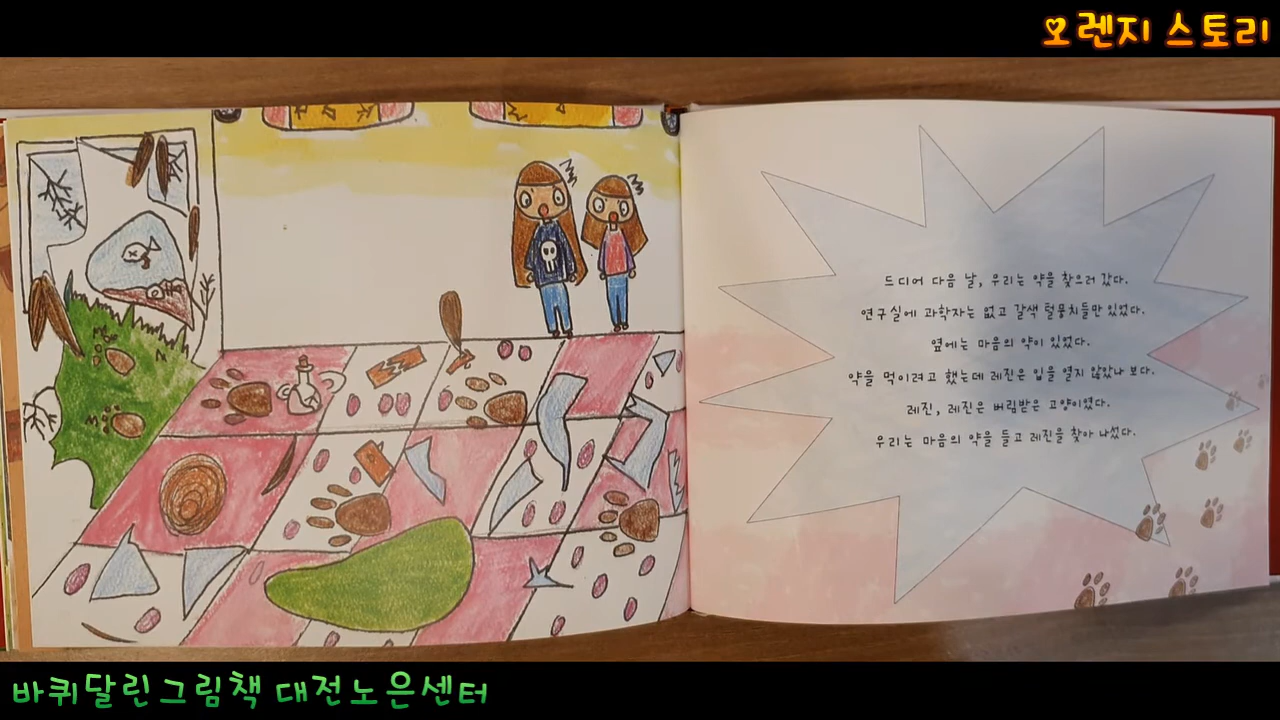 오렌지 스토리
드디어 다음 날, 우리는 약을 찾으러 갔다.
연구실에 과학자는 없고 갈색 털뭉치들만 있었다.
옆에는 마음의 약이 있었다.
약을 먹이려고 했는데 레진은 입을 열지 않았나 보다.
레진, 레진은 버림받은 고양이였다.
우리는 마음의 약을 들고 레진을 찾아 나섰다.
바퀴달린그림책 대전노은센터